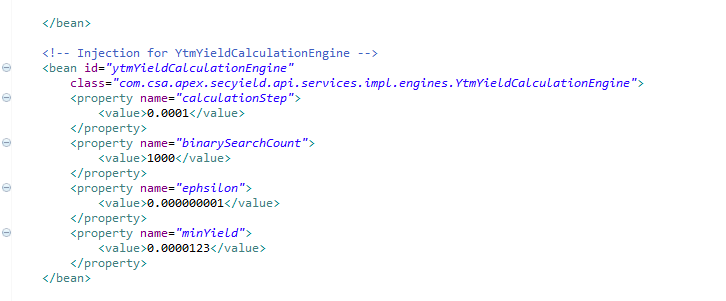 </bean>
<!-- Injection for YtmYieldCalculationEngine -->
<bean id="ytmYieldCalculationEngine"
class="com.csa.apex.secyield.api.services.impl.engines.YtmYieldCalculationEngine">
<property name="calculationStep">
<value>0.0001</value>
</property>
<property name="binarySearchCount">
<value>1000</value>
</property>
<property name="ephsilon">
<value>0.000000001</value>
</property>
<property name="minYield">
<value>0.0000123</value>
</property>
</bean>